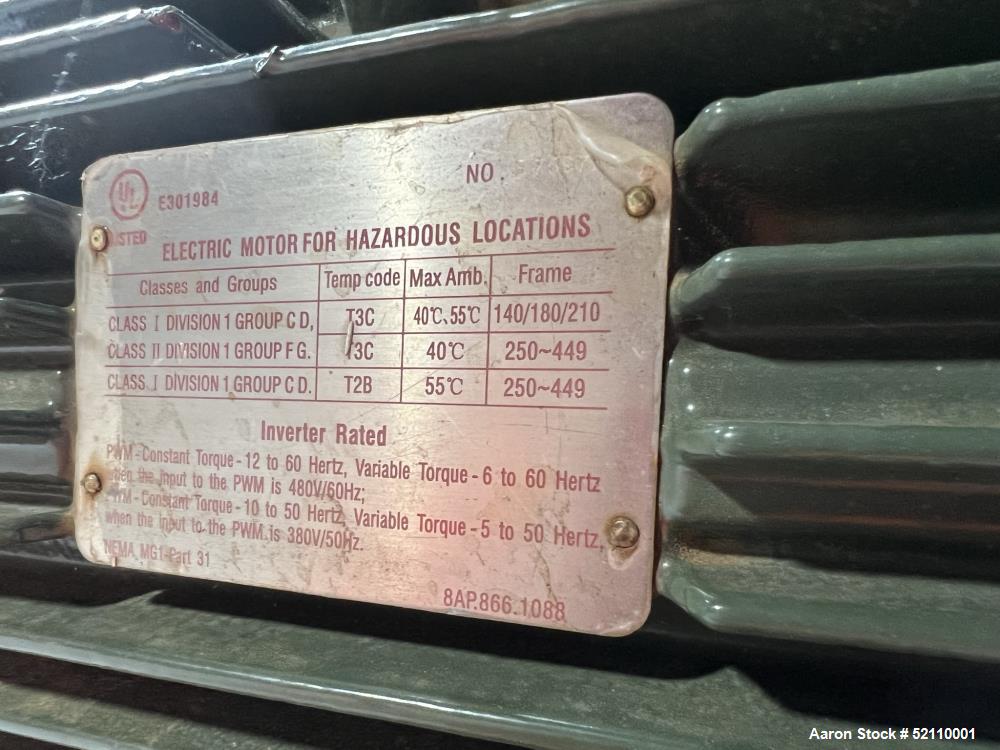 UL E301984 NO.
LISTED
ELECTRIC MOTOR FOR HAZARDOUS LOCATIONS
Classes and Groups Temp code Max Amb. Frame
CLASS I DIVISION 1 GROUP C D, T3C 40℃、55℃ 140/180/210
CLASS II DIVISION 1 GROUP F G. T3C 40℃ 250~449
CLASS I DIVISION 1 GROUP C D. T2B 55℃ 250~449
Inverter Rated
PWM-Constant Torque-12 to 60 Hertz, Variable Torque-6 to 60 Hertz
when the input to the PWM is 480V/60Hz;
PWM-Constant Torque-10 to 50 Hertz, Variable Torque-5 to 50 Hertz,
when the input to the PWM is 380V/50Hz.
NEMA MG1-Part 31
8AP.866.1088
Aaron Stock # 52110001